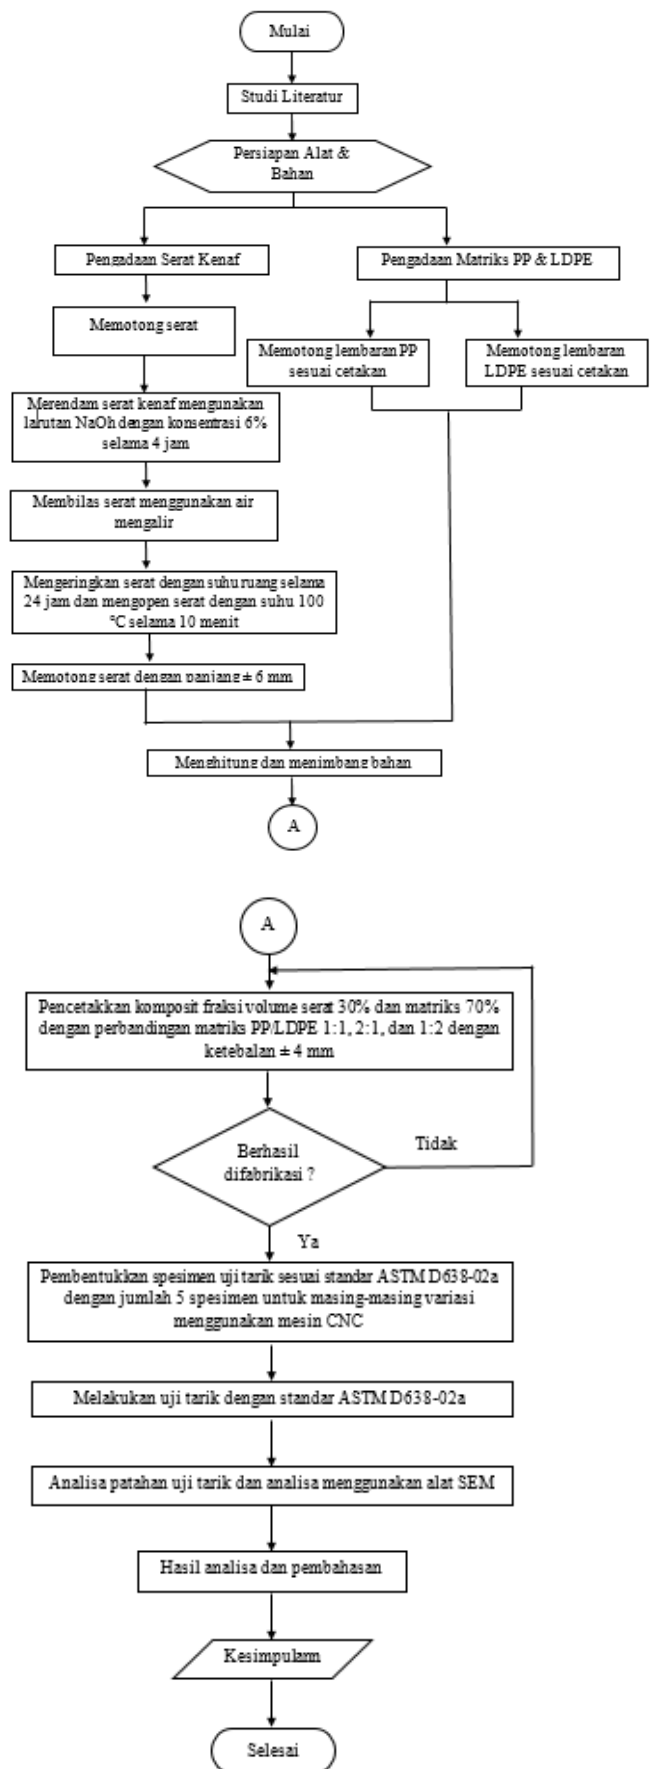 Mulai
Studi Literatur
Persiapan Alat &
Bahan
Pengadaan Serat Kenaf
Pengadaan Matriks PP & LDPE
Memotong serat
Memotong lembaran PP
sesuai cetakan
Memotong lembaran
LDPE sesuai cetakan
Merendam serat kenaf mengunakan
larutan NaOh dengan konsentrasi 6%
selama 4 jam
Membilas serat menggunakan air
mengalir
Mengeringkan serat dengan suhu ruang selama
24 jam dan mengopen serat dengan suhu 100
°C selama 10 menit
Memotong serat dengan panjang ± 6 mm
Menghitung dan menimbang bahan
A
A
Pencetakkan komposit fraksi volume serat 30% dan matriks 70%
dengan perbandingan matriks PP/LDPE 1:1, 2:1, dan 1:2 dengan
ketebalan ± 4 mm
Berhasil
difabrikasi ?
Tidak
Ya
Pembentukkan spesimen uji tarik sesuai standar ASTM D638-02a
dengan jumlah 5 spesimen untuk masing-masing variasi
menggunakan mesin CNC
Melakukan uji tarik dengan standar ASTM D638-02a
Analisa patahan uji tarik dan analisa menggunakan alat SEM
Hasil analisa dan pembahasan
Kesimpulann
Selesai